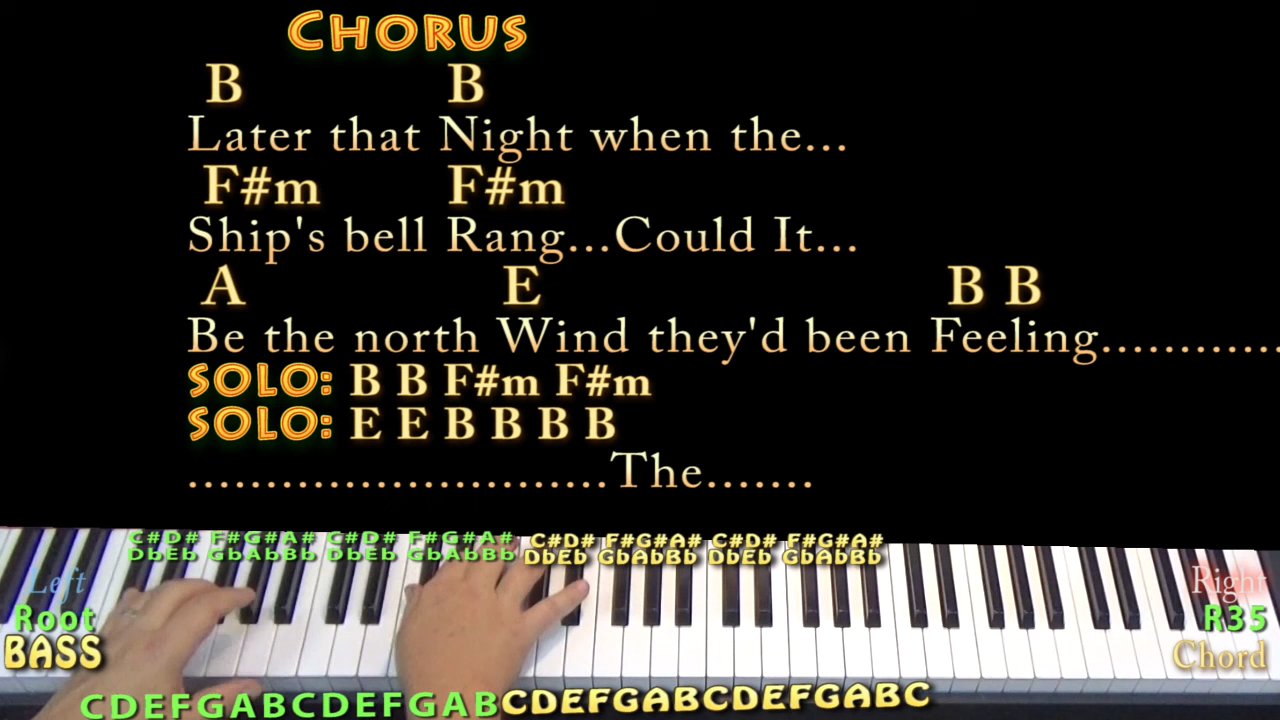 CHORUS
B B
Later that Night when the...
F#m F#m
Ship's bell Rang...Could It...
A E B B
Be the north Wind they'd been Feeling............
SOLO: B B F#m F#m
SOLO: E E B B B B
...........................The.......
C#D# F#G#A# C#D# F#G#A# C#D# F#G#A# C#D# F#G#A#
DbEb GbAbBb DbEb GbAbBb DbEb GbAbBb DbEb GbAbBb
Left Right
Root R35
BASS Chord
CDEFGABCDEFGABCDEFGABCDEFGABC